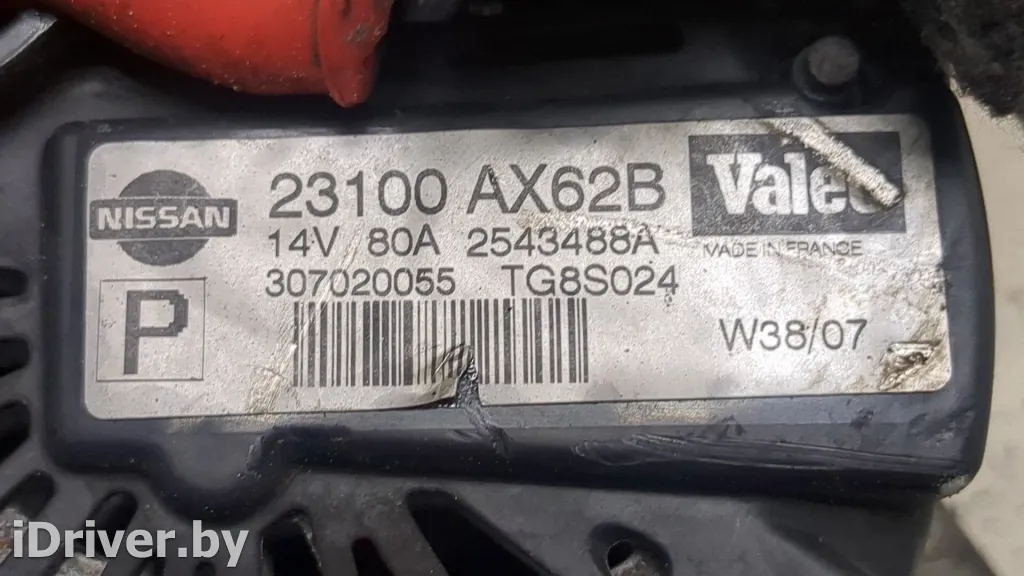 NISSAN
23100 AX62B
Valeo
14V 80A 2543488A
MADE IN FRANCE
307020055 TG8S024
P
W38/07
iDriver.by